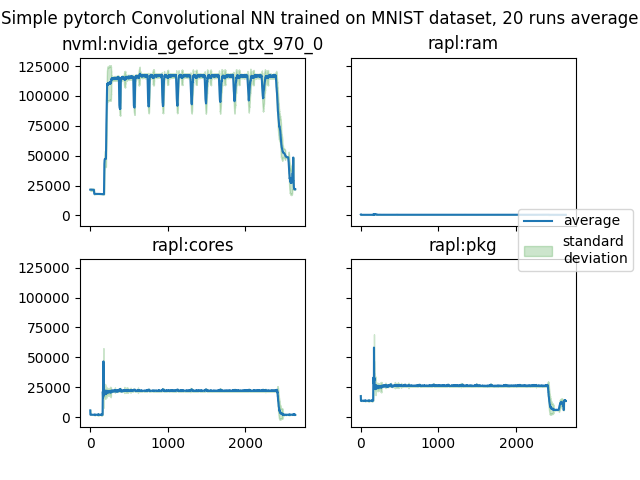 Simple pytorch Convolutional NN trained on MNIST dataset, 20 runs average
nvml:nvidia_geforce_gtx_970_0
rapl:ram
125000
100000
75000
50000
25000
0
average
standard
deviation
rapl:cores
rapl:pkg
125000
100000
75000
50000
25000
0
0
1000
2000
0
1000
2000